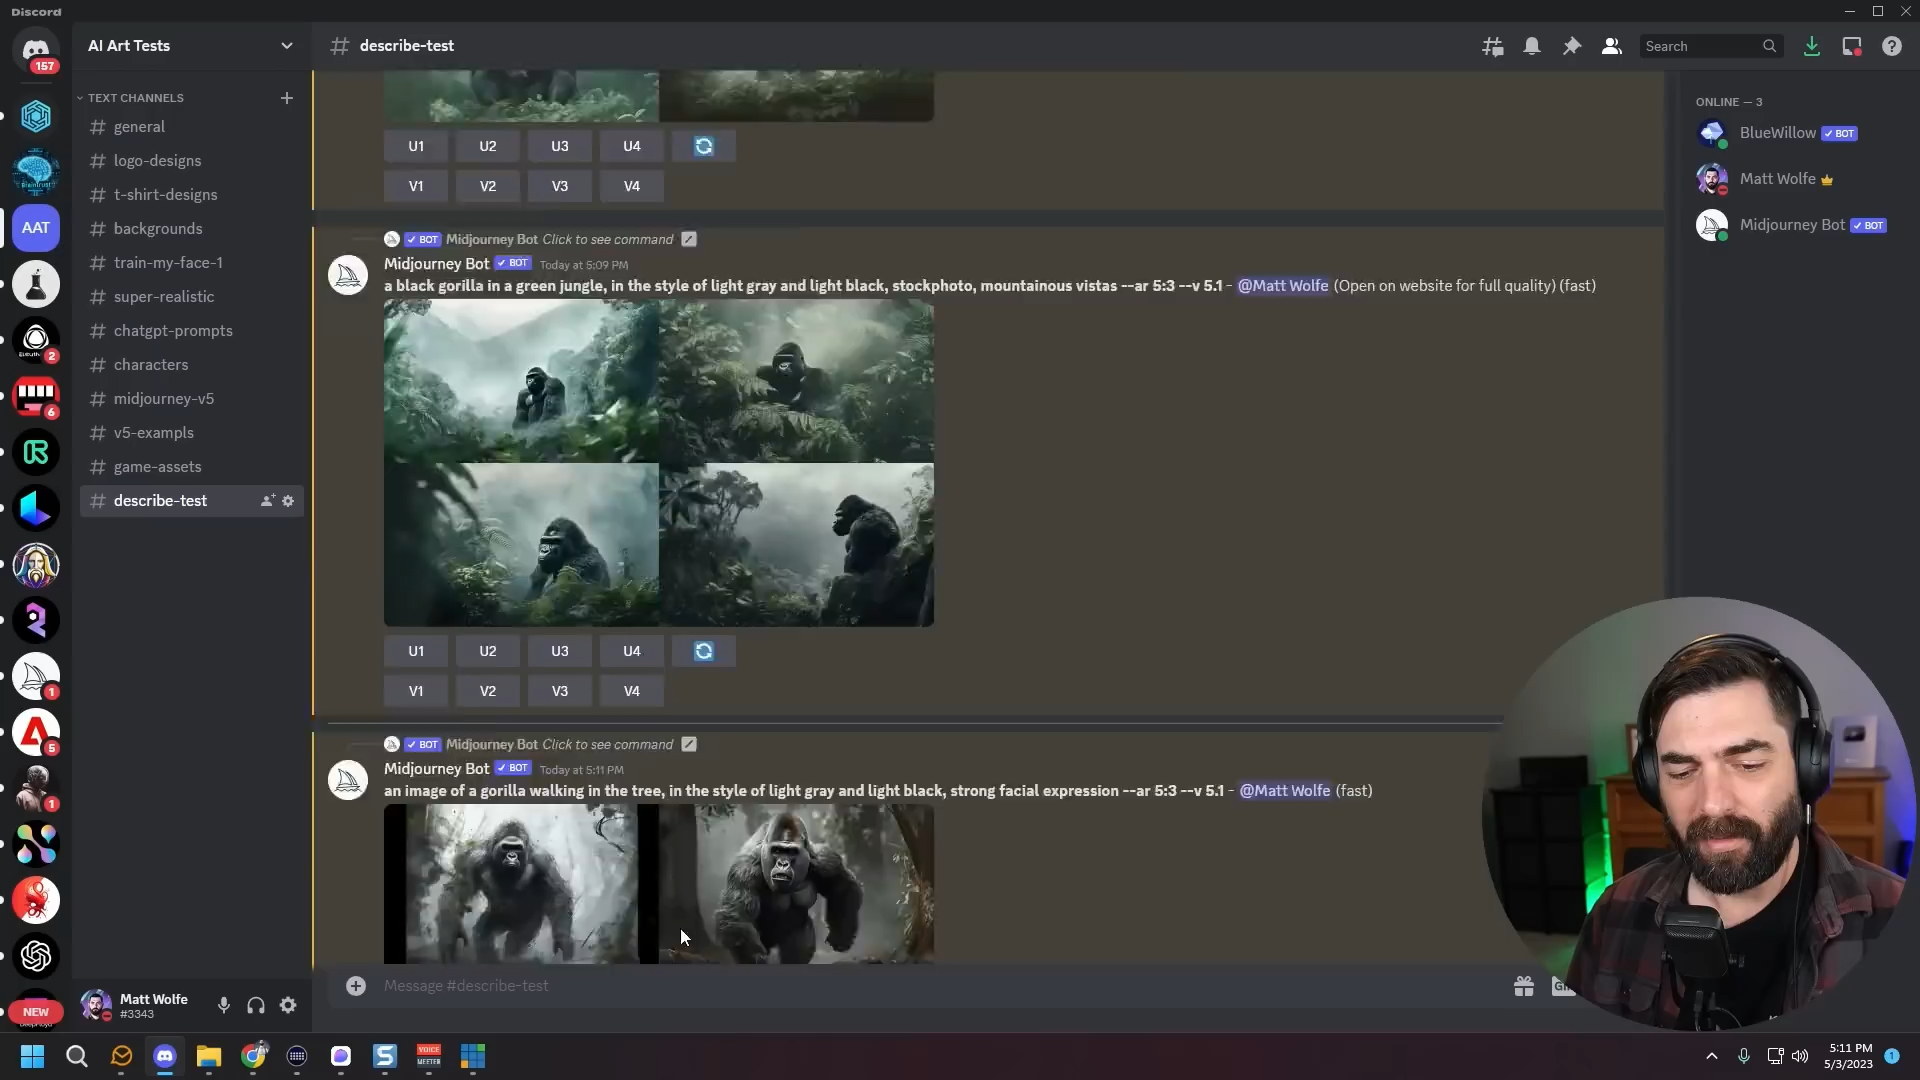 Discord
157
AI Art Tests
describe-test
Search
TEXT CHANNELS
general
logo-designs
t-shirt-designs
backgrounds
train-my-face-1
super-realistic
chatgpt-prompts
characters
midjourney-v5
v5-exampls
game-assets
describe-test
AAT
2
6
1
5
1
NEW
U1 U2 U3 U4
V1 V2 V3 V4
BOT Midjourney Bot Click to see command
Midjourney Bot BOT Today at 5:09 PM
a black gorilla in a green jungle, in the style of light gray and light black, stockphoto, mountainous vistas --ar 5:3 --v 5.1 - @Matt Wolfe (Open on website for full quality) (fast)
U1 U2 U3 U4
V1 V2 V3 V4
BOT Midjourney Bot Click to see command
Midjourney Bot BOT Today at 5:11 PM
an image of a gorilla walking in the tree, in the style of light gray and light black, strong facial expression --ar 5:3 --v 5.1 - @Matt Wolfe (fast)
Message #describe-test
ONLINE — 3
BlueWillow BOT
Matt Wolfe
Midjourney Bot BOT
Matt Wolfe
#3343
VOICE
MEETER
5:11 PM
5/3/2023
1